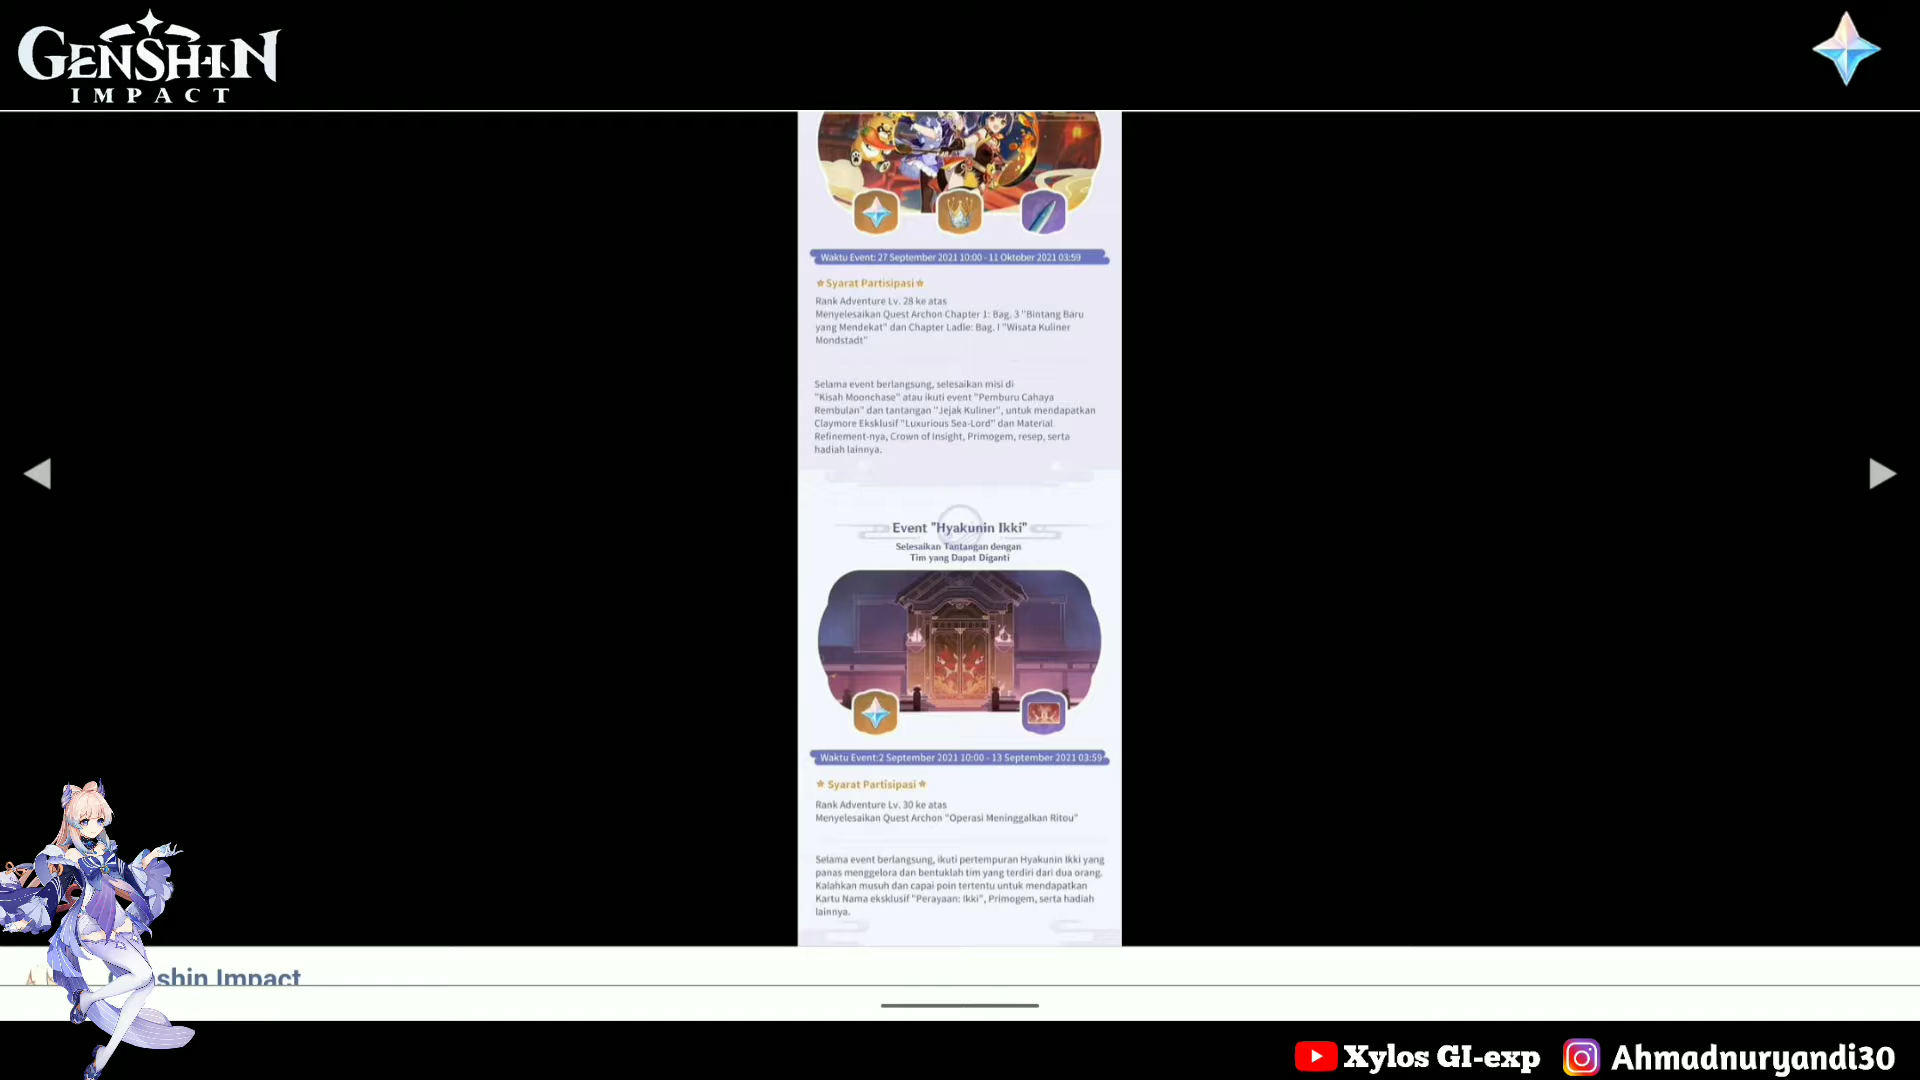 GENSHIN
IMPACT
Waktu Event: 27 September 2021 10:00 - 11 Oktober 2021 03:59
Syarat Partisipasi
Rank Adventure Lv. 28 ke atas
Menyelesaikan Quest Archon Chapter 1: Bag. 3 "Bintang Baru
yang Mendekat" dan Chapter Ladle: Bag. I "Wisata Kuliner
Mondstadt"
Selama event berlangsung, selesaikan misi di
"Kisah Moonchase" atau ikuti event "Pemburu Cahaya
Rembulan" dan tantangan "Jejak Kuliner", untuk mendapatkan
Claymore Eksklusif "Luxurious Sea-Lord" dan Material
Refinement-nya, Crown of Insight, Primogem, resep, serta
hadiah lainnya.
Event "Hyakunin Ikki"
Selesaikan Tantangan dengan
Tim yang Dapat Diganti
Waktu Event:2 September 2021 10:00 - 13 September 2021 03:59
Syarat Partisipasi
Rank Adventure Lv. 30 ke atas
Menyelesaikan Quest Archon "Operasi Meninggalkan Ritou"
Selama event berlangsung, ikuti pertempuran Hyakunin Ikki yang
panas menggelora dan bentuklah tim yang terdiri dari dua orang.
Kalahkan musuh dan capai poin tertentu untuk mendapatkan
Kartu Nama eksklusif "Perayaan: Ikki", Primogem, serta hadiah
lainnya.
Impact
Xylos GI-exp
Ahmadnuryandi30